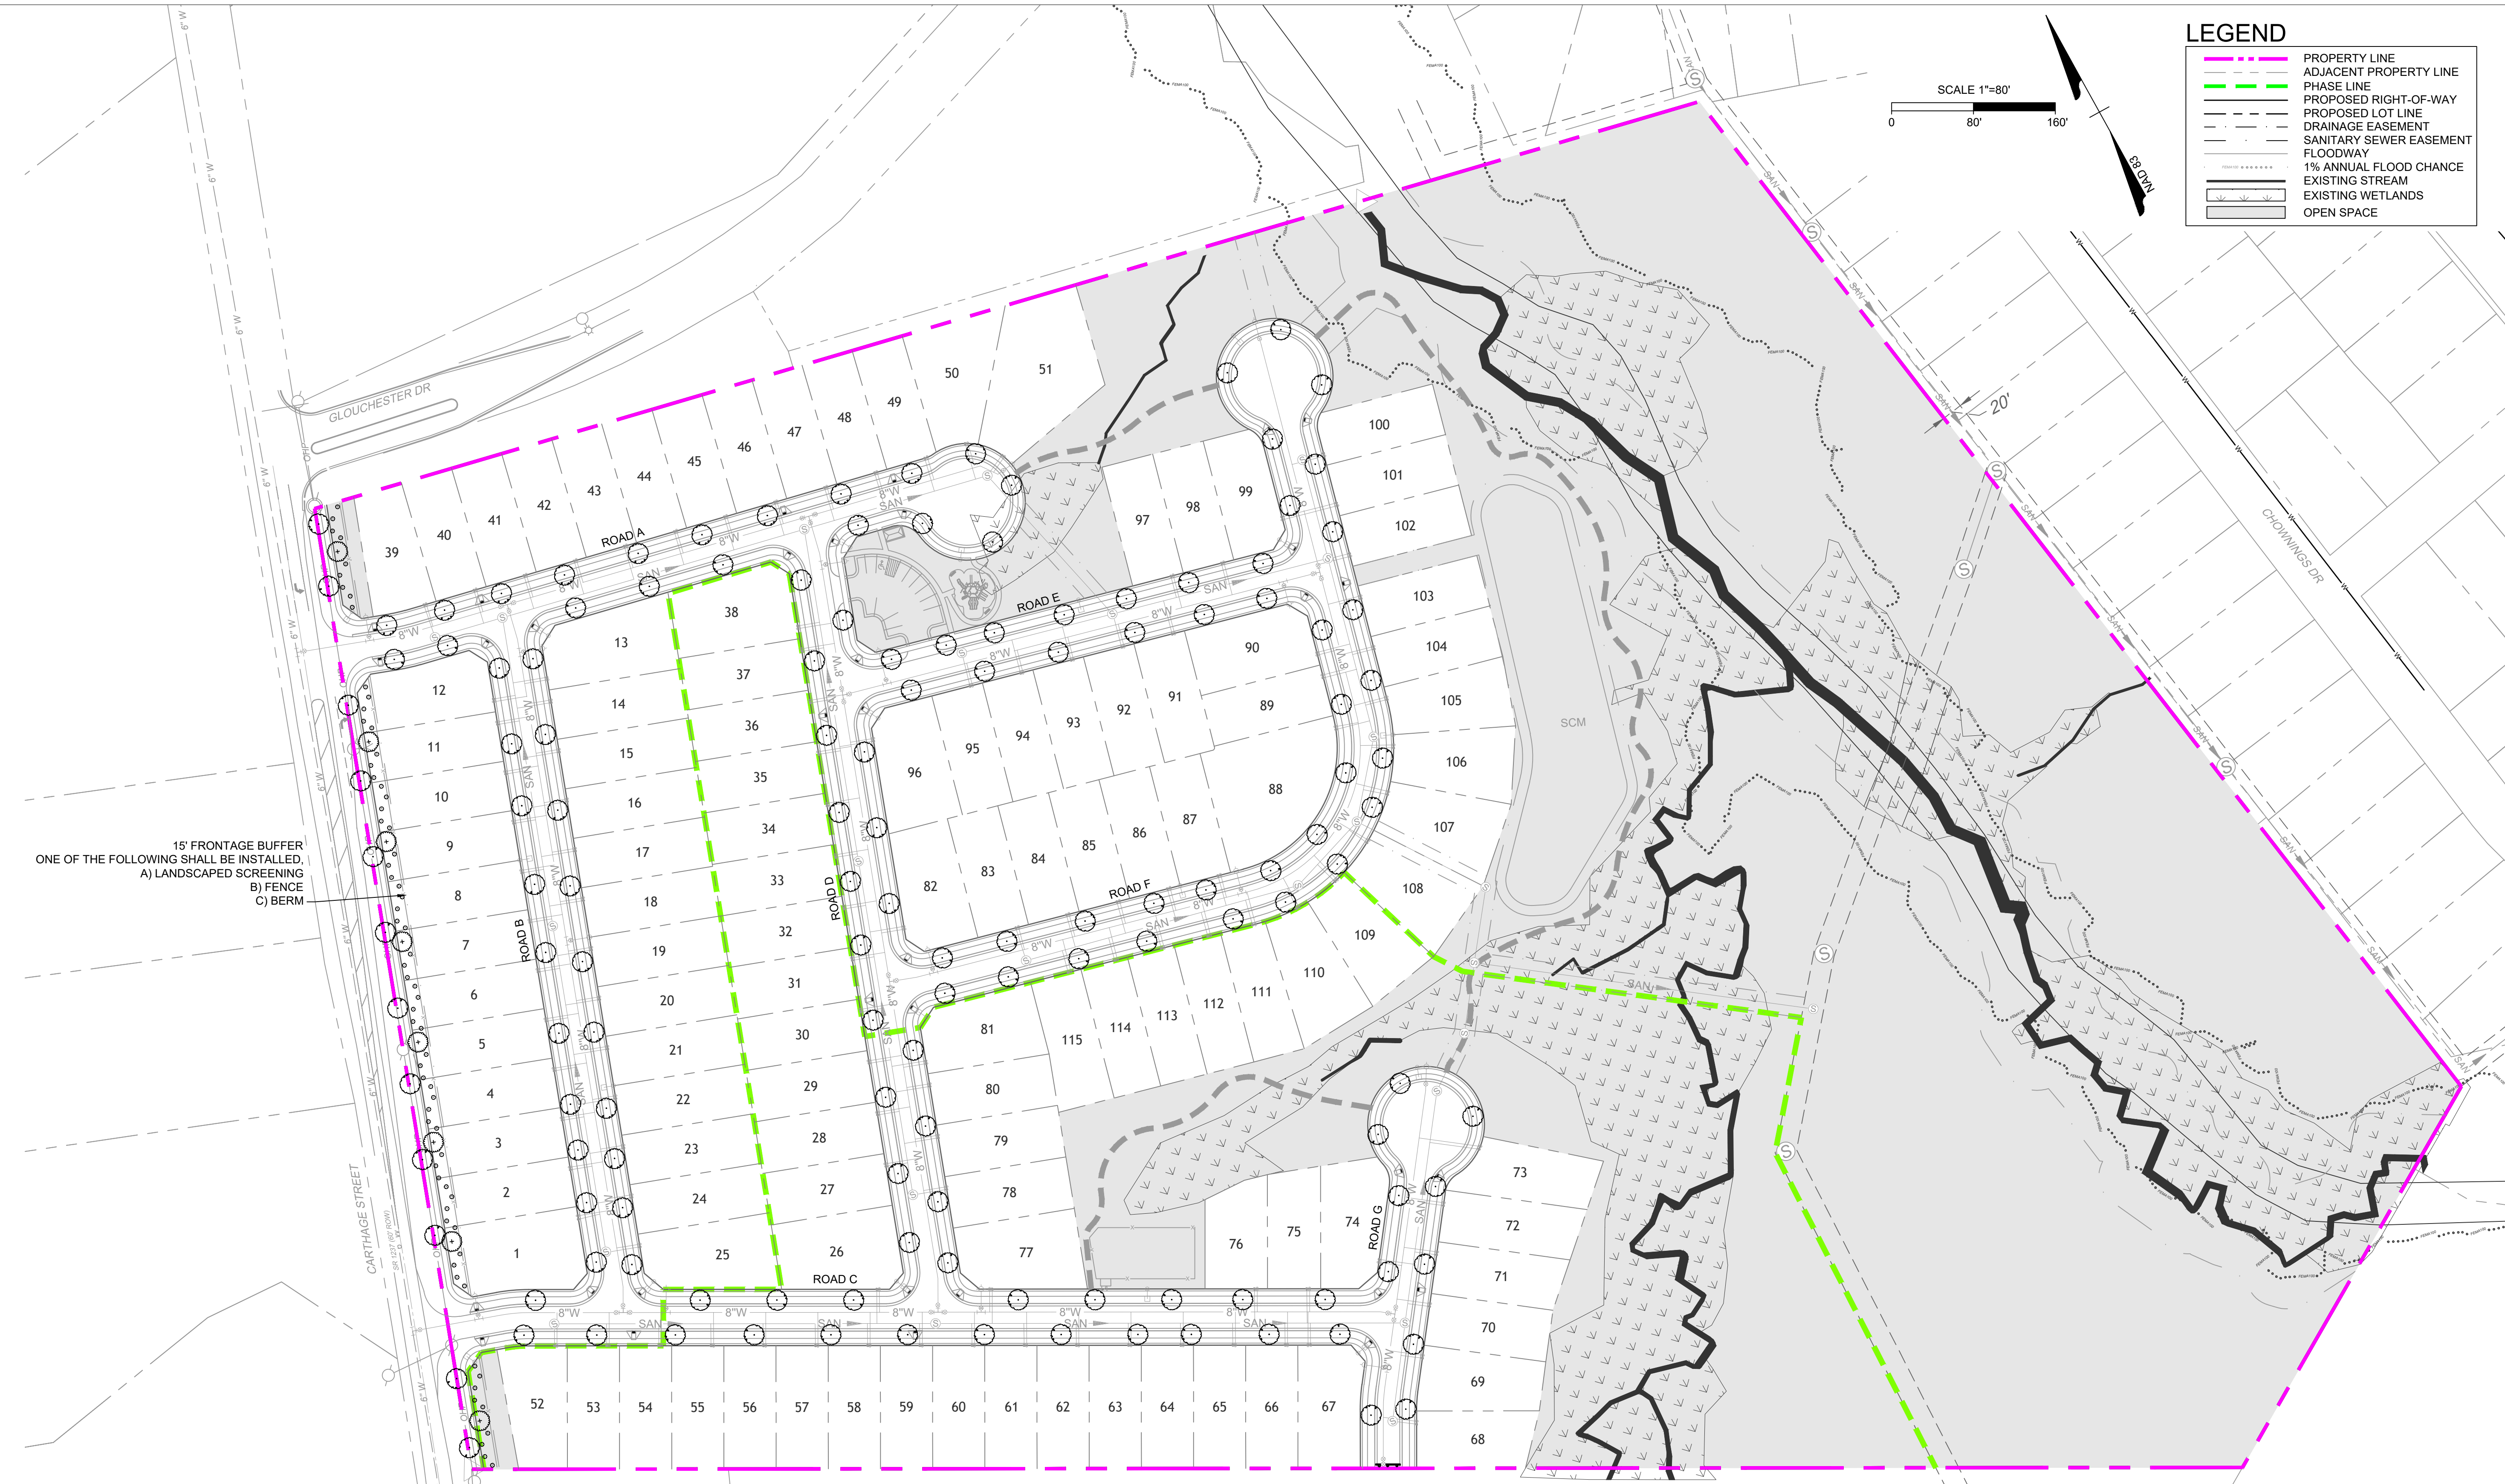 LEGEND
PROPERTY LINE
ADJACENT PROPERTY LINE
PHASE LINE
PROPOSED RIGHT-OF-WAY
PROPOSED LOT LINE
DRAINAGE EASEMENT
SANITARY SEWER EASEMENT
FLOODWAY
1% ANNUAL FLOOD CHANCE
EXISTING STREAM
EXISTING WETLANDS
OPEN SPACE
SCALE 1"=80'
0 80' 160'
NAD 83
GLOUCHESTER DR
CHOWNINGS DR
20'
CARTHAGE STREET
SR 1237 (60' ROW)
15' FRONTAGE BUFFER
ONE OF THE FOLLOWING SHALL BE INSTALLED,
A) LANDSCAPED SCREENING
B) FENCE
C) BERM
ROAD A
ROAD B
ROAD C
ROAD D
ROAD E
ROAD F
ROAD G
SCM
1
2
3
4
5
6
7
8
9
10
11
12
13
14
15
16
17
18
19
20
21
22
23
24
25
26
27
28
29
30
31
32
33
34
35
36
37
38
39
40
41
42
43
44
45
46
47
48
49
50
51
52
53
54
55
56
57
58
59
60
61
62
63
64
65
66
67
68
69
70
71
72
73
74
75
76
77
78
79
80
81
82
83
84
85
86
87
88
89
90
91
92
93
94
95
96
97
98
99
100
101
102
103
104
105
106
107
108
109
110
111
112
113
114
115
6" W
8"W
SAN
S
W
OHP
FEMA100